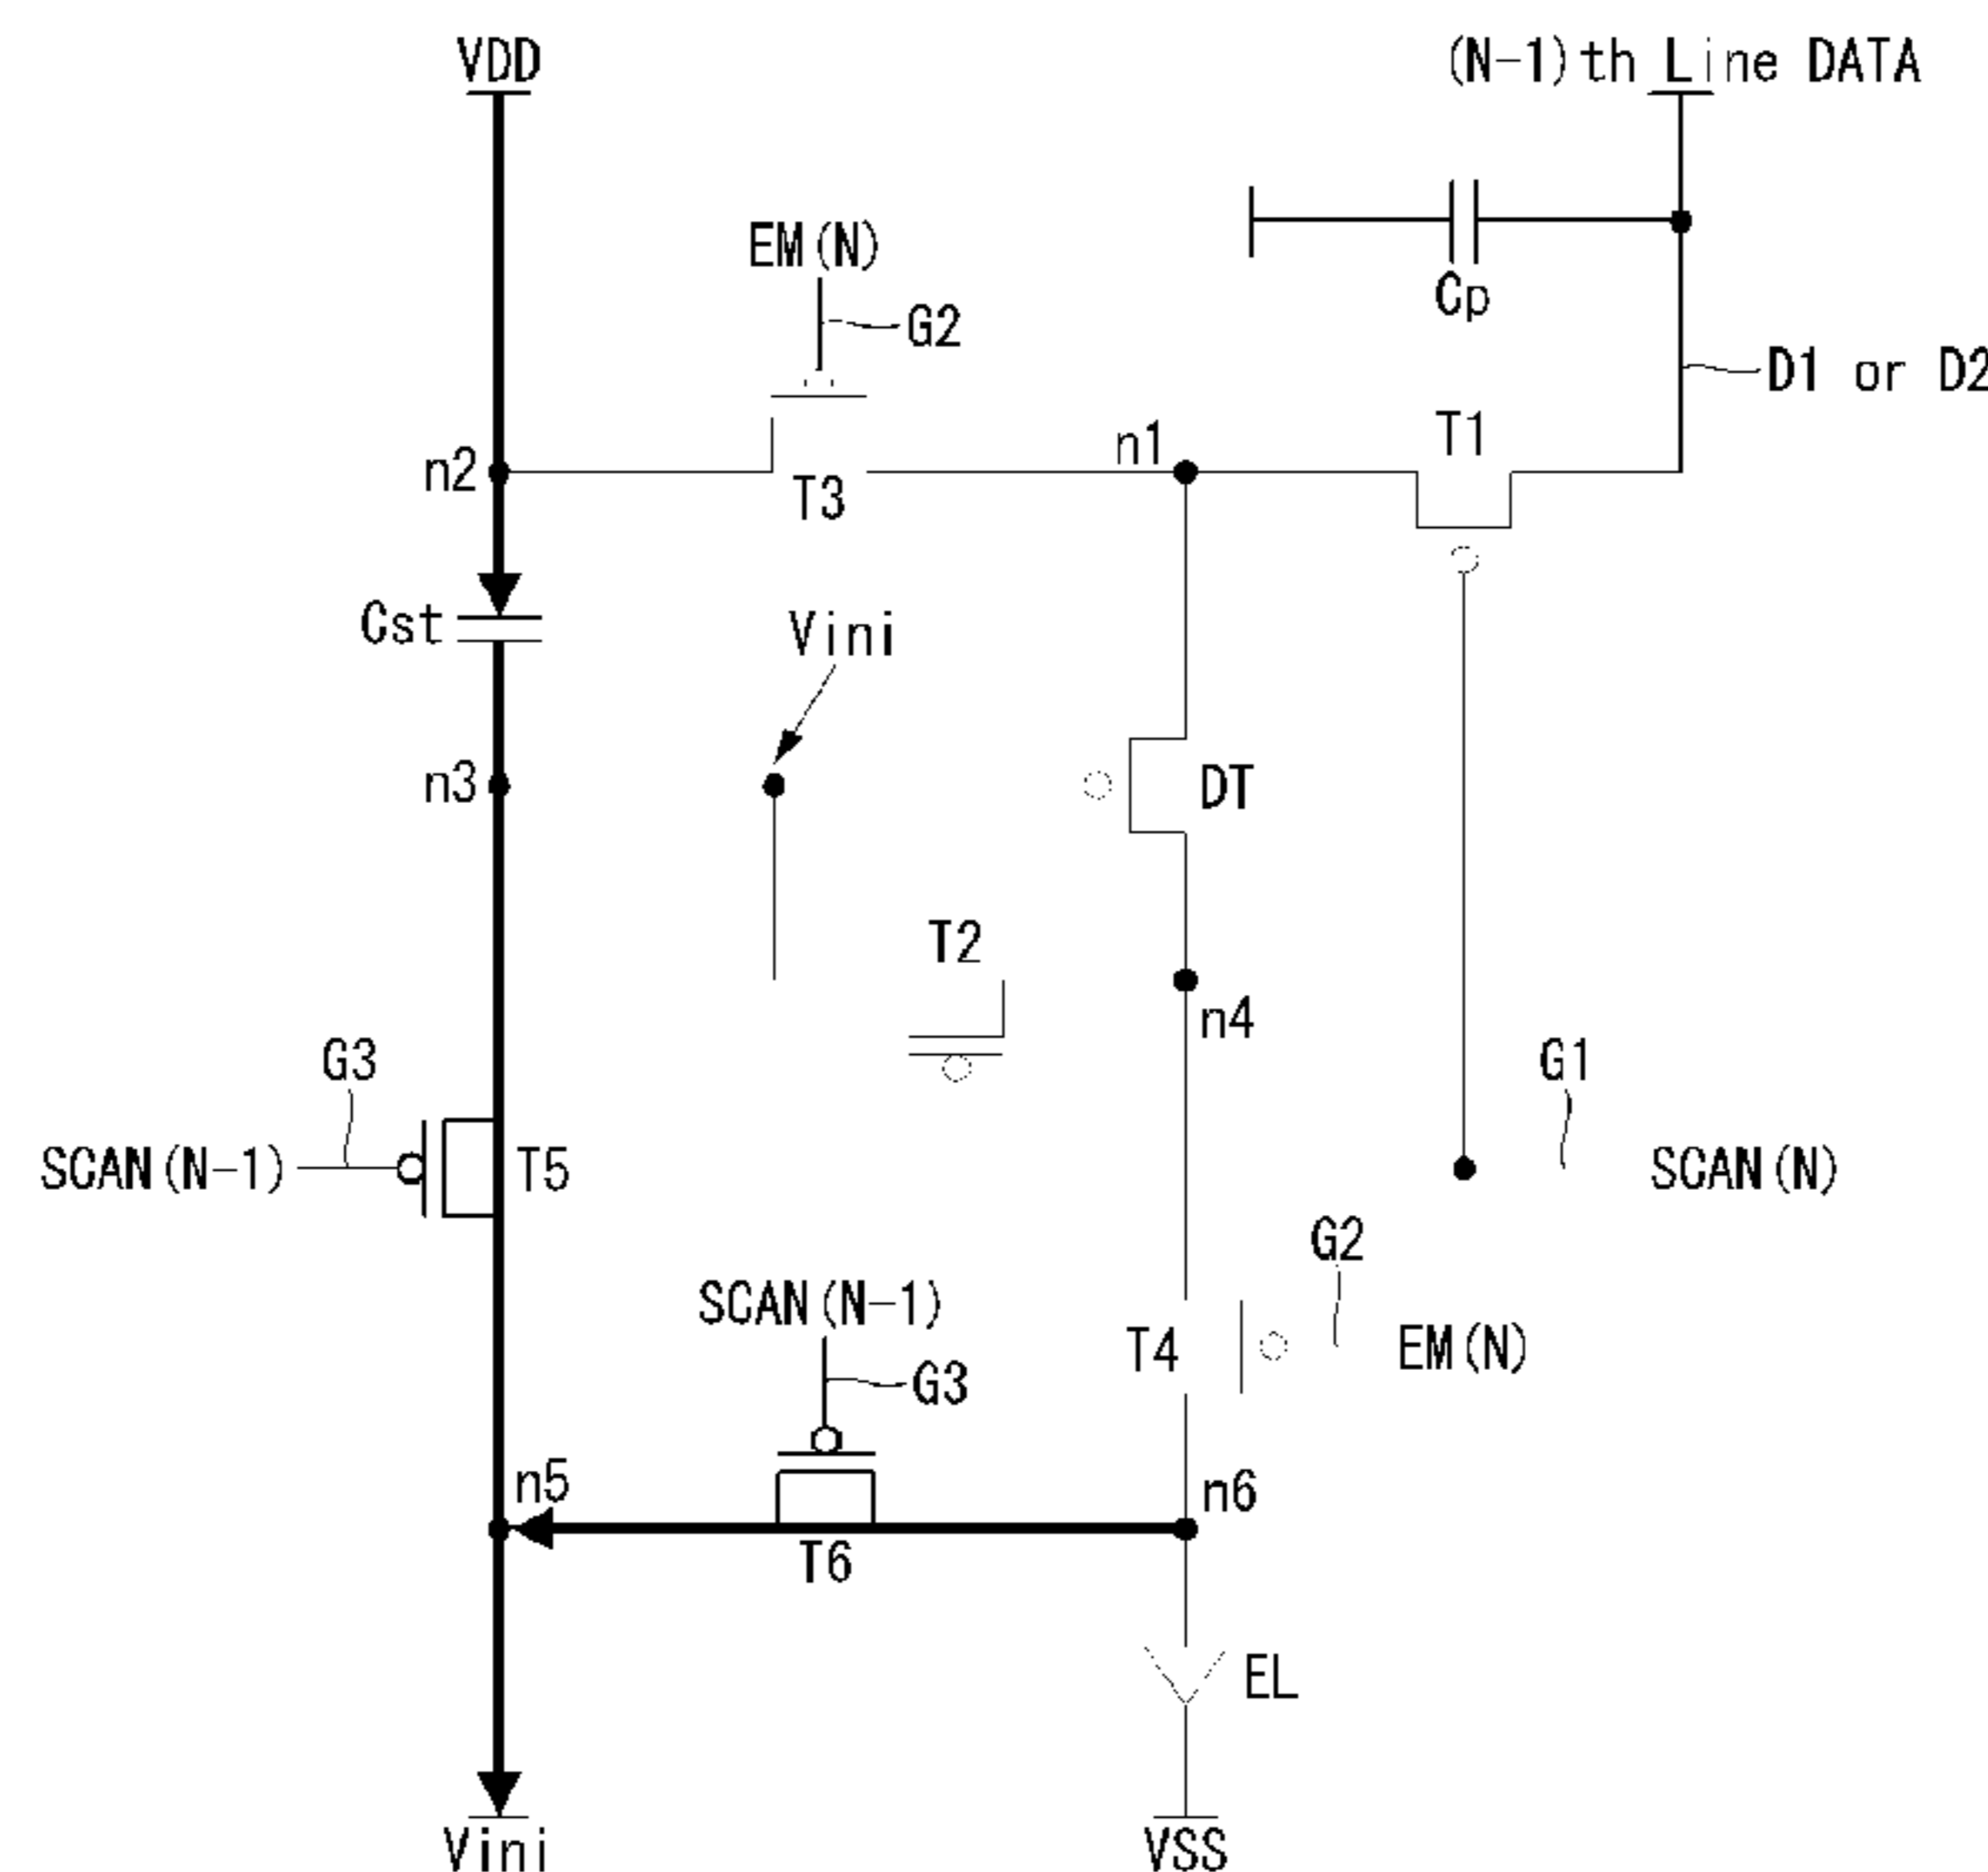 VDD
(N-1)th Line DATA
EM(N)
G2
Cp
D1 or D2
T1
n1
n2
T3
Cst
Vini
n3
DT
T2
n4
G3
G1
SCAN(N-1)
T5
SCAN(N)
G2
SCAN(N-1)
T4
EM(N)
G3
n5
n6
T6
EL
Vini
VSS